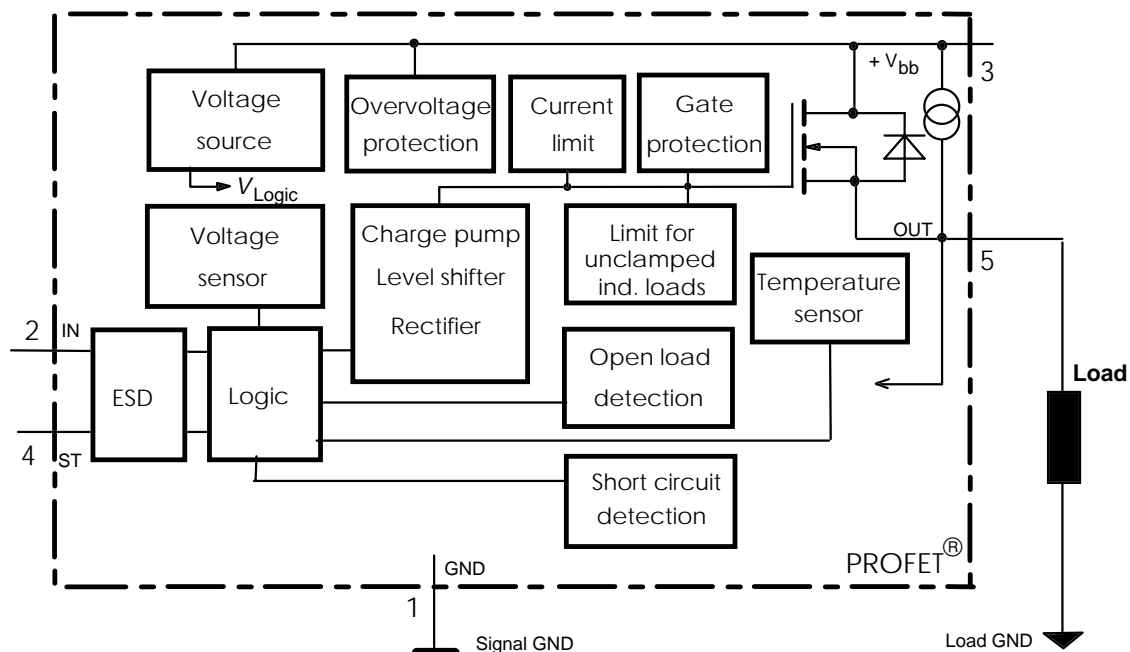 + Vbb
3
Voltage
source
Overvoltage
protection
Current
limit
Gate
protection
VLogic
Voltage
sensor
Charge pump
Level shifter
Rectifier
Limit for
unclamped
ind. loads
OUT
5
Temperature
sensor
2
IN
ESD
Logic
Open load
detection
Load
4
ST
Short circuit
detection
PROFET®
GND
1
Signal GND
Load GND